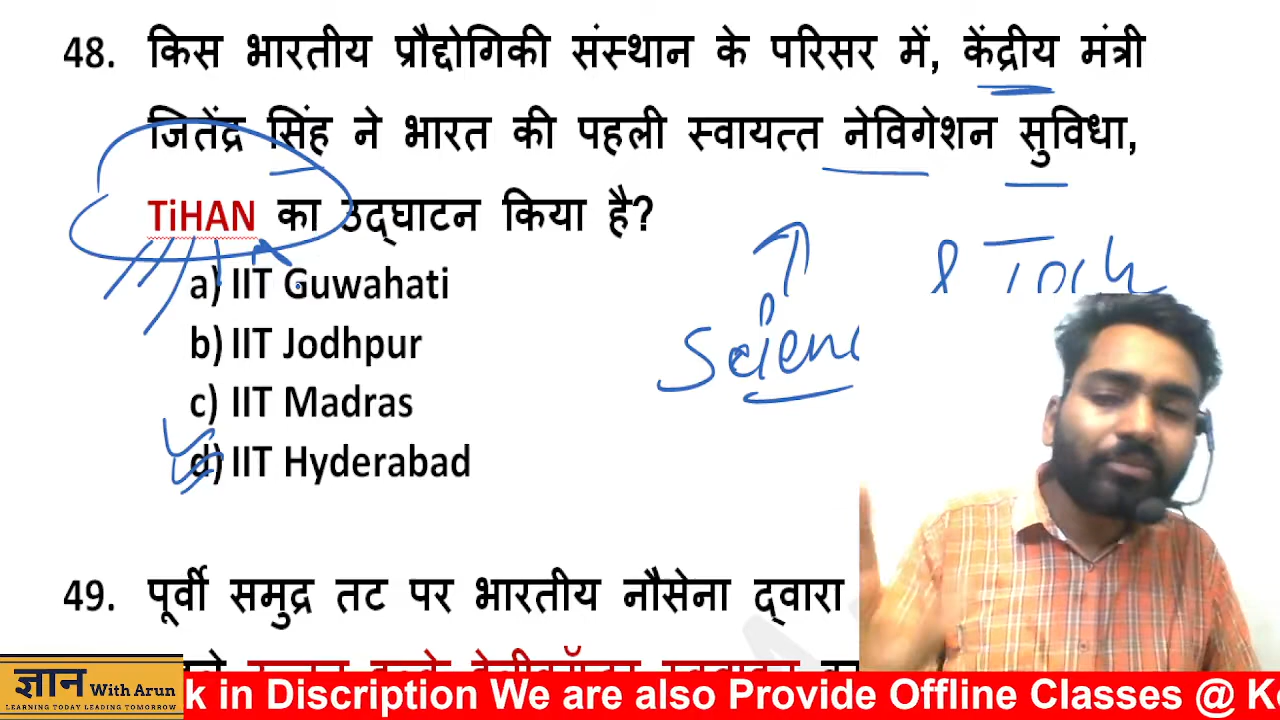 48. किस भारतीय प्रौद्योगिकी संस्थान के परिसर में, केंद्रीय मंत्री
जितेंद्र सिंह ने भारत की पहली स्वायत्त नेविगेशन सुविधा,
TiHAN का उद्घाटन किया है?
a) IIT Guwahati
b) IIT Jodhpur
c) IIT Madras
d) IIT Hyderabad
& Tech
Scien
49. पूर्वी समुद्र तट पर भारतीय नौसेना द्वारा
ज्ञान With Arun
LEARNING TODAY LEADING TOMORROW
k in Discription We are also Provide Offline Classes @ K